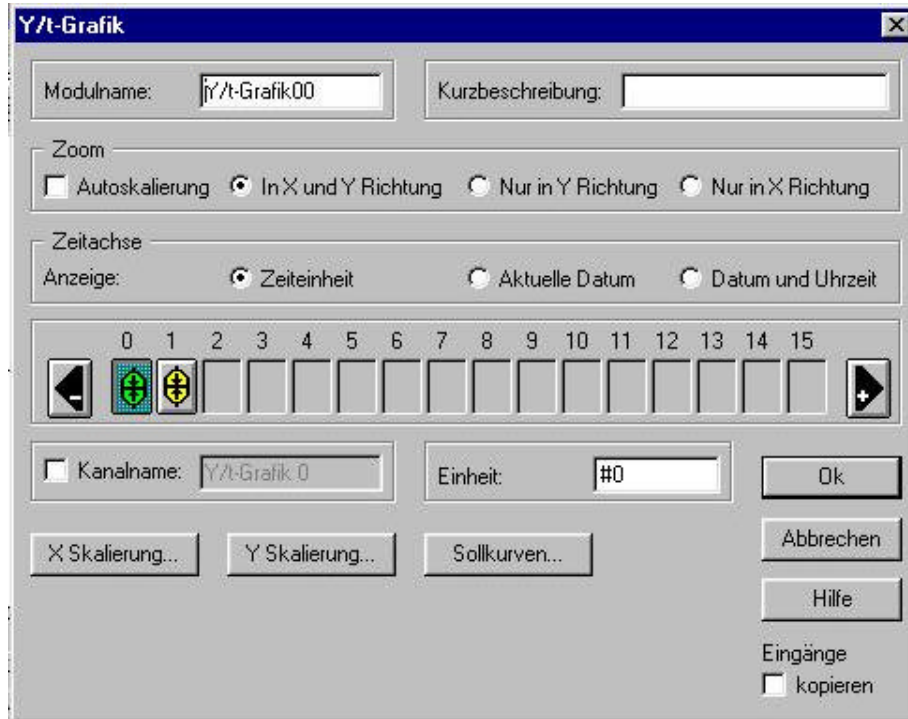 Y/t-Grafik
Modulname: Y/t-Grafik00 Kurzbeschreibung:
Zoom
Autoskalierung In X und Y Richtung Nur in Y Richtung Nur in X Richtung
Zeitachse
Anzeige: Zeiteinheit Aktuelle Datum Datum und Uhrzeit
0 1 2 3 4 5 6 7 8 9 10 11 12 13 14 15
- +
Kanalname: Y/t-Grafik 0 Einheit: #0 Ok
X Skalierung... Y Skalierung... Sollkurven... Abbrechen
Hilfe
Eingänge
kopieren